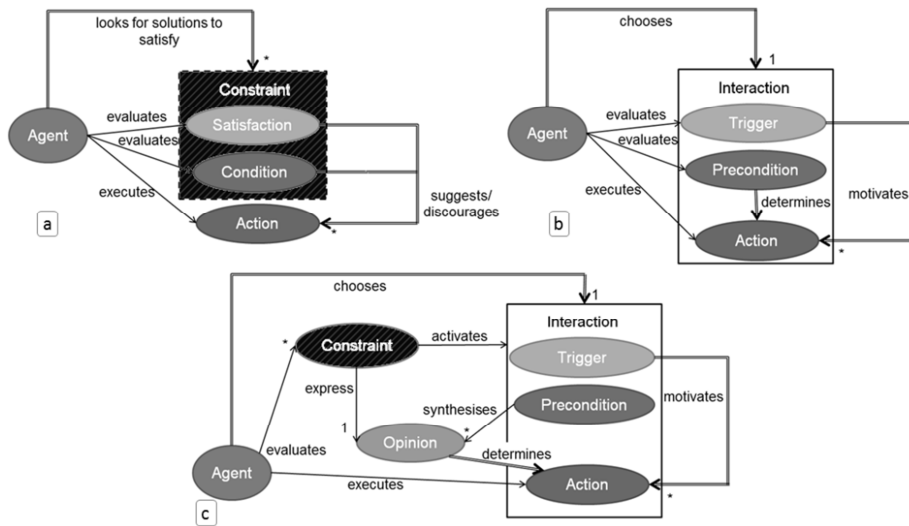 looks for solutions to
satisfy
*
Constraint
Agent
evaluates
Satisfaction
evaluates
Condition
executes
suggests/
discourages
Action
*
a
chooses
1
Interaction
Agent
evaluates
Trigger
evaluates
Precondition
executes
determines
motivates
Action
*
b
chooses
1
Interaction
*
Constraint
activates
Trigger
express
motivates
synthesises
Precondition
1
*
Opinion
evaluates
determines
Agent
executes
Action
*
c